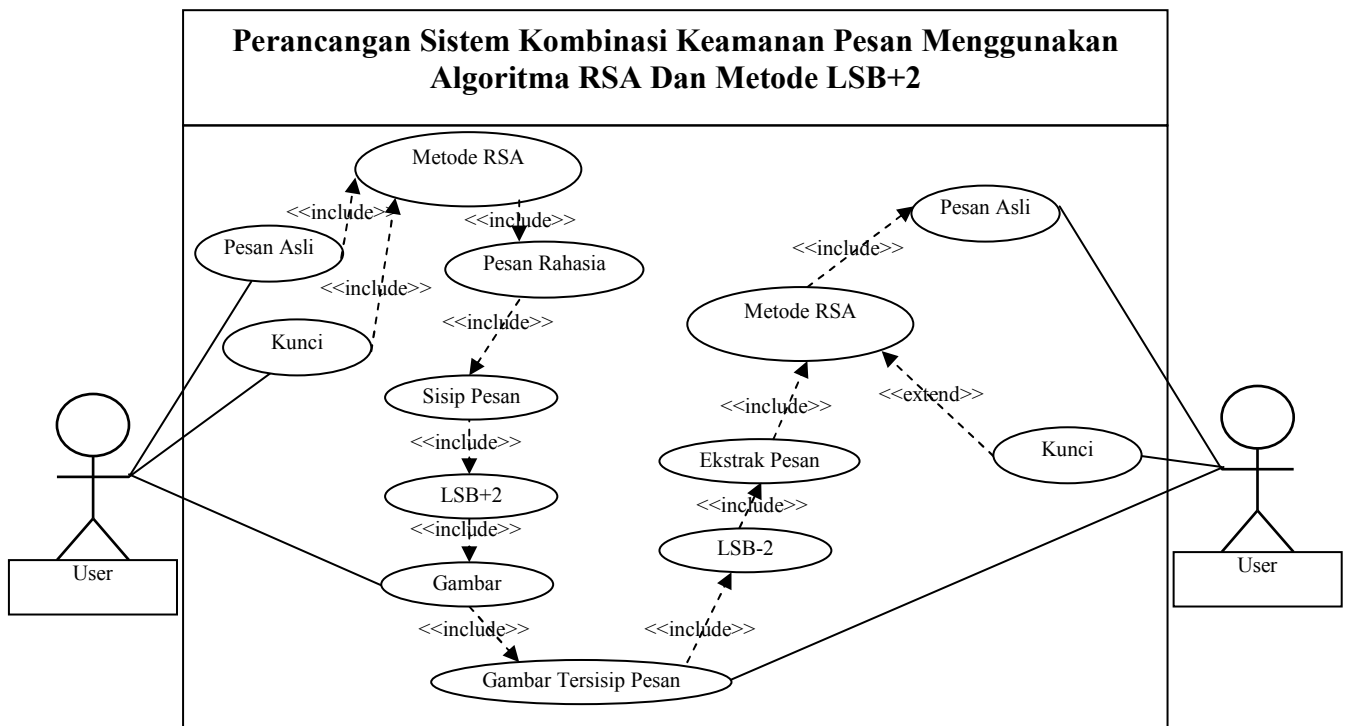 Perancangan Sistem Kombinasi Keamanan Pesan Menggunakan
Algoritma RSA Dan Metode LSB+2
Metode RSA
<<include>>
<<include>>
Pesan Asli
Pesan Asli
<<include>>
Pesan Rahasia
<<include>>
Metode RSA
<<include>>
Kunci
Sisip Pesan
<<extend>>
<<include>>
<<include>>
Kunci
Ekstrak Pesan
LSB+2
<<include>>
<<include>>
LSB-2
User
Gambar
User
<<include>>
<<include>>
Gambar Tersisip Pesan